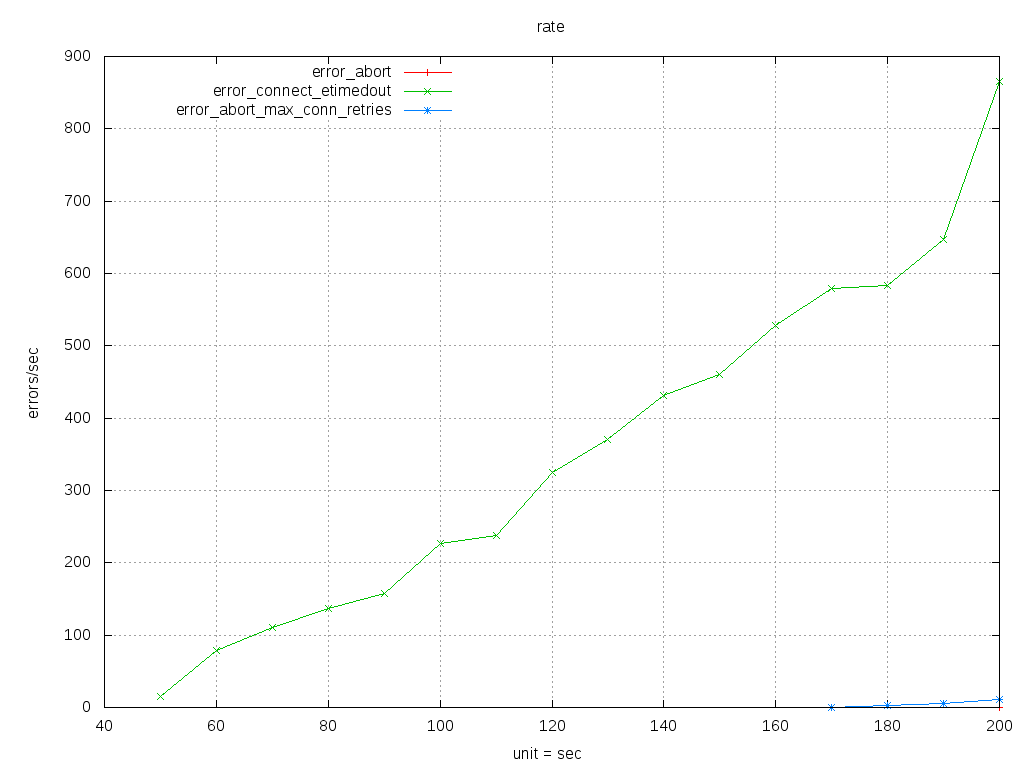 rate
error_abort
error_connect_etimedout
error_abort_max_conn_retries
900
800
700
600
500
400
300
200
100
0
errors/sec
40 60 80 100 120 140 160 180 200
unit = sec